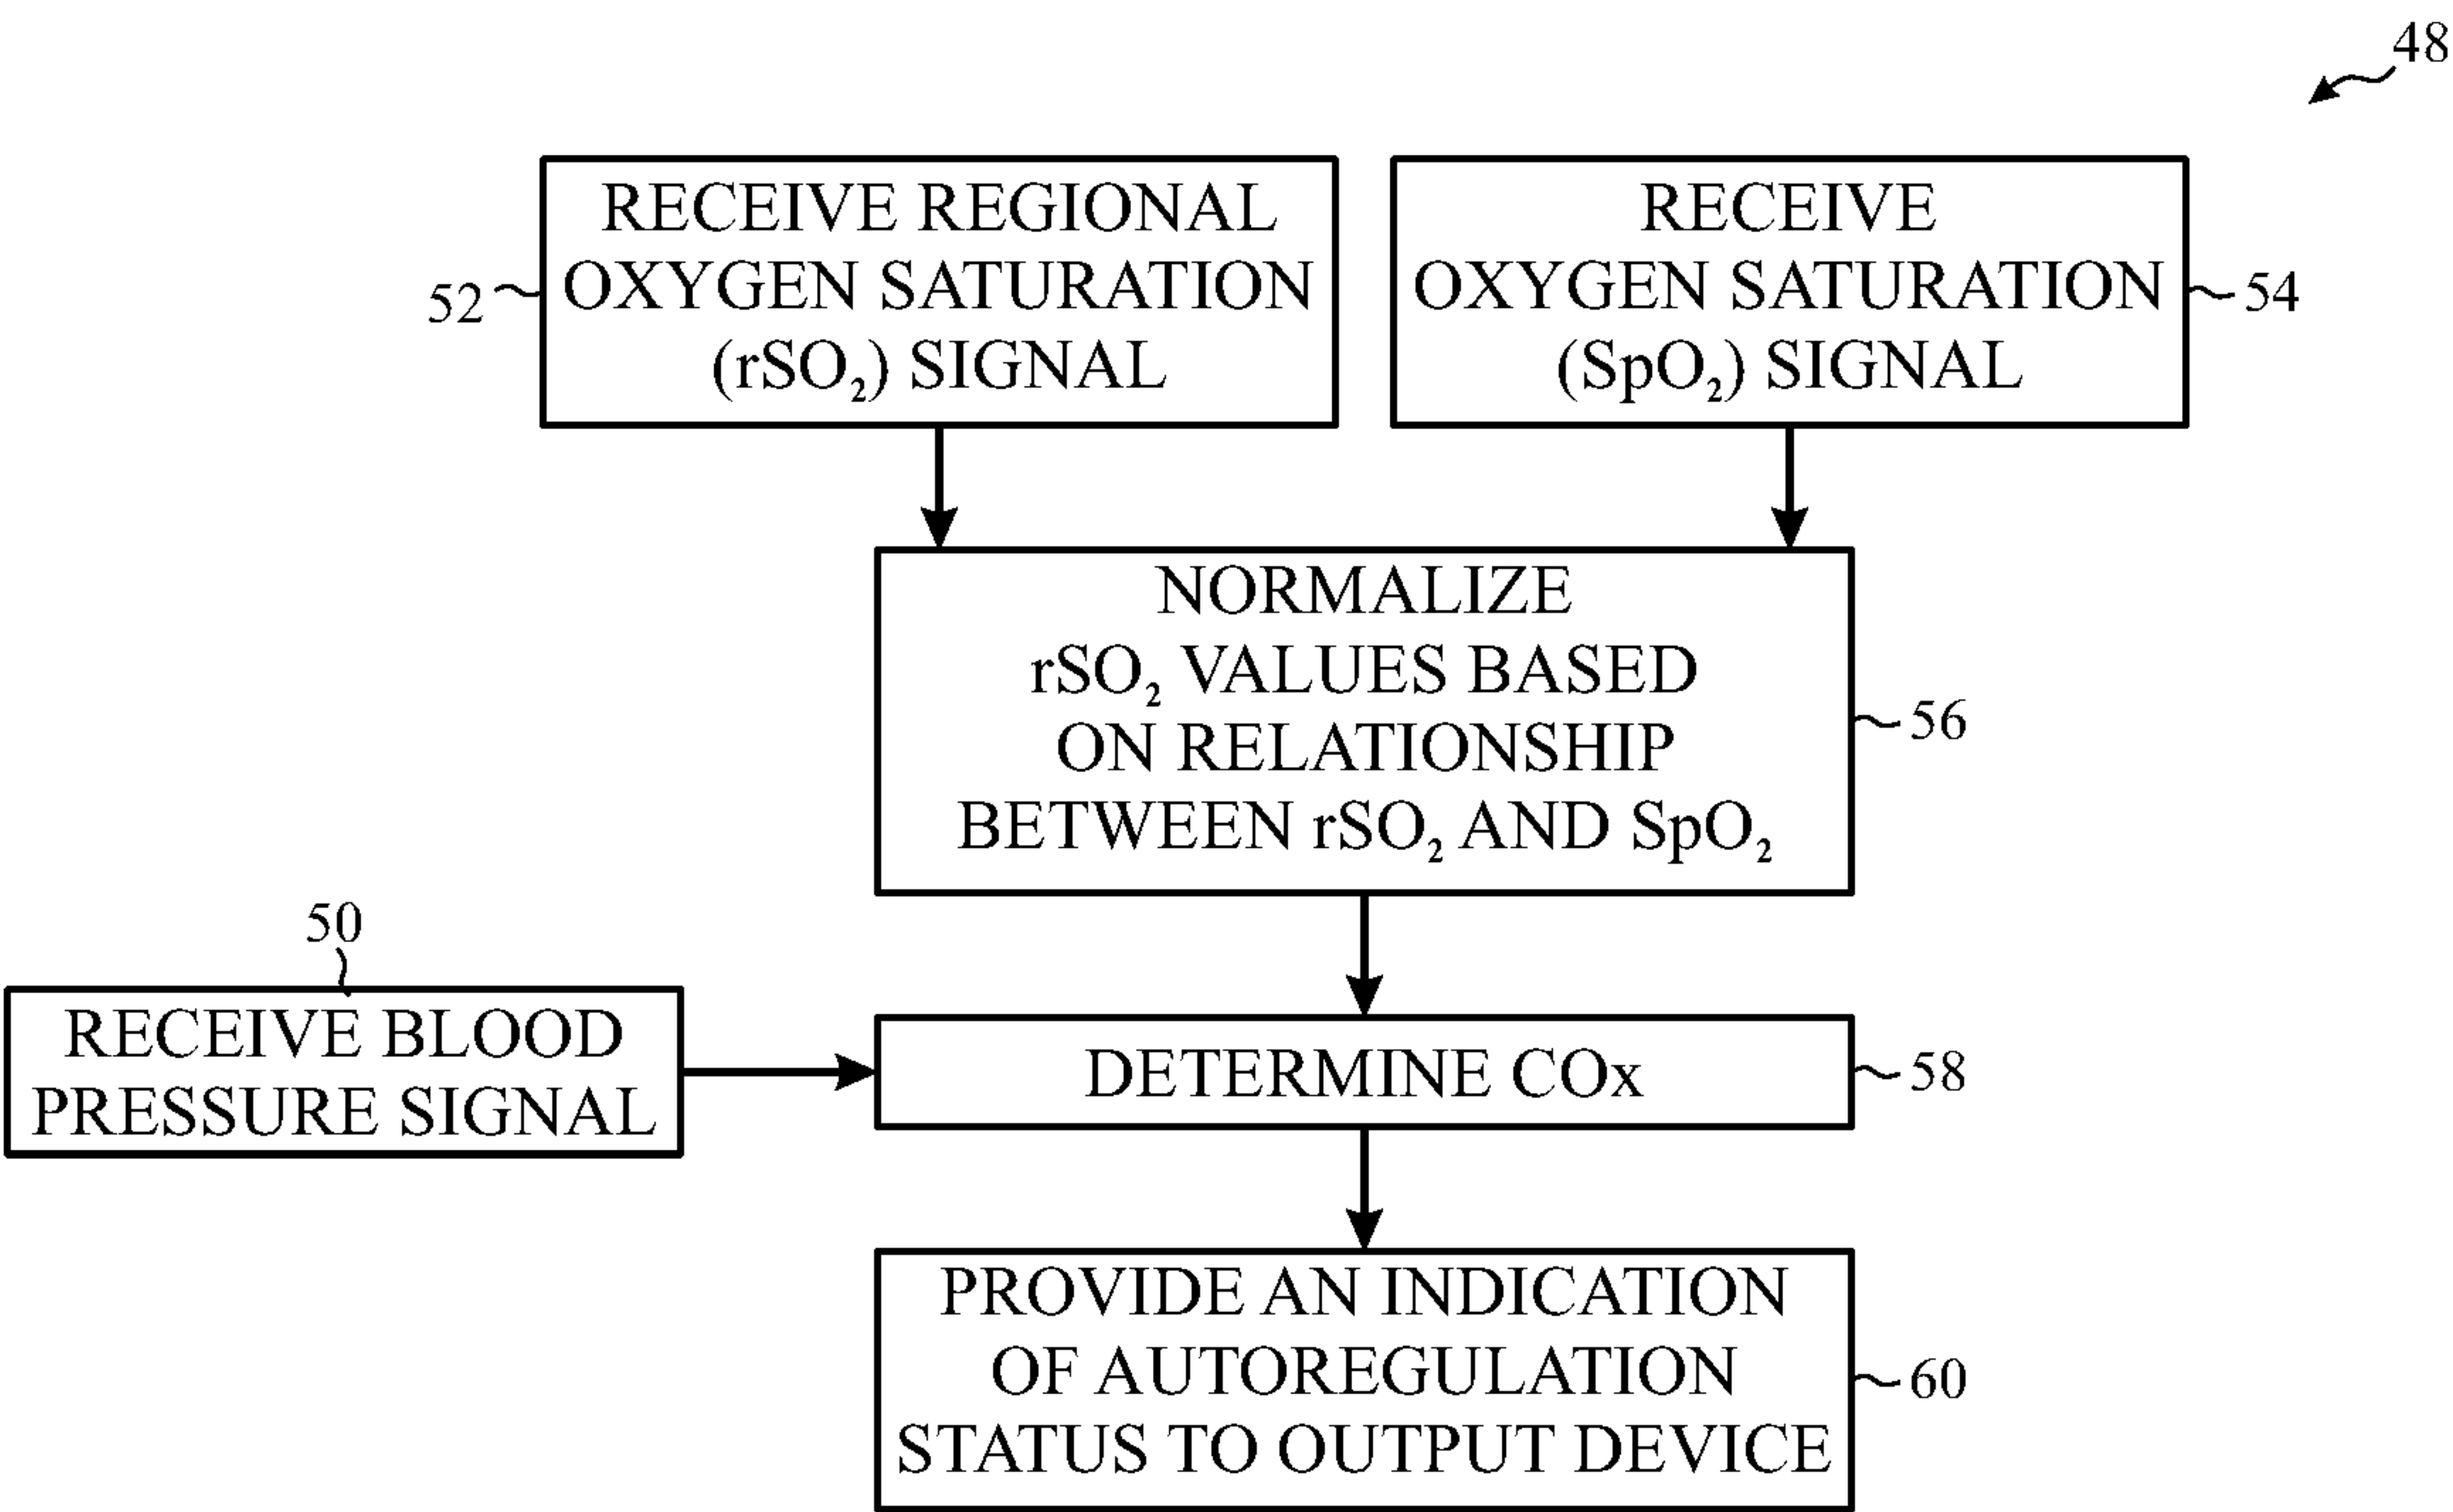 48
RECEIVE REGIONAL
OXYGEN SATURATION
(rSO₂) SIGNAL
52
RECEIVE
OXYGEN SATURATION
(SpO₂) SIGNAL
54
NORMALIZE
rSO₂ VALUES BASED
ON RELATIONSHIP
BETWEEN rSO₂ AND SpO₂
56
50
RECEIVE BLOOD
PRESSURE SIGNAL
DETERMINE COx
58
PROVIDE AN INDICATION
OF AUTOREGULATION
STATUS TO OUTPUT DEVICE
60